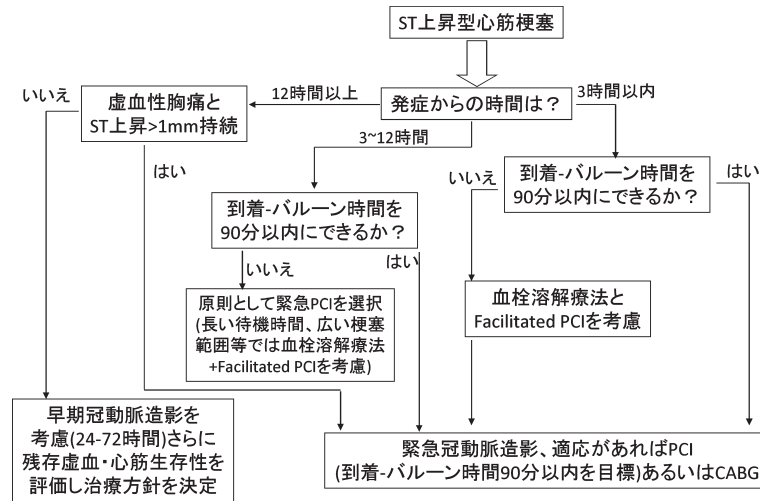 ST上昇型心筋梗塞
発症からの時間は？
12時間以上
3時間以内
3~12時間
いいえ
虚血性胸痛と
ST上昇>1mm持続
はい
到着-バルーン時間を
90分以内にできるか？
いいえ
はい
到着-バルーン時間を
90分以内にできるか？
いいえ
はい
原則として緊急PCIを選択
(長い待機時間、広い梗塞
範囲等では血栓溶解療法
+Facilitated PCIを考慮)
血栓溶解療法と
Facilitated PCIを考慮
早期冠動脈造影を
考慮(24-72時間)さらに
残存虚血・心筋生存性を
評価し治療方針を決定
緊急冠動脈造影、適応があればPCI
(到着-バルーン時間90分以内を目標)あるいはCABG